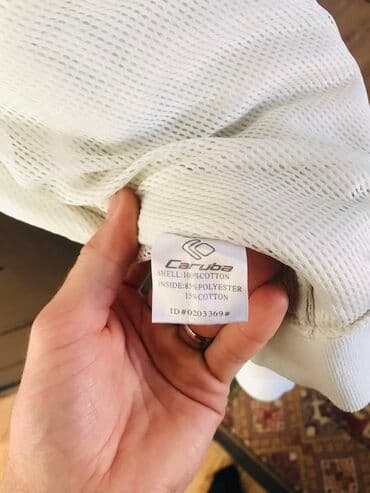 Caruba
SHELL:100%COTTON
INSIDE:85%POLYESTER
15%COTTON
ID#0203369#